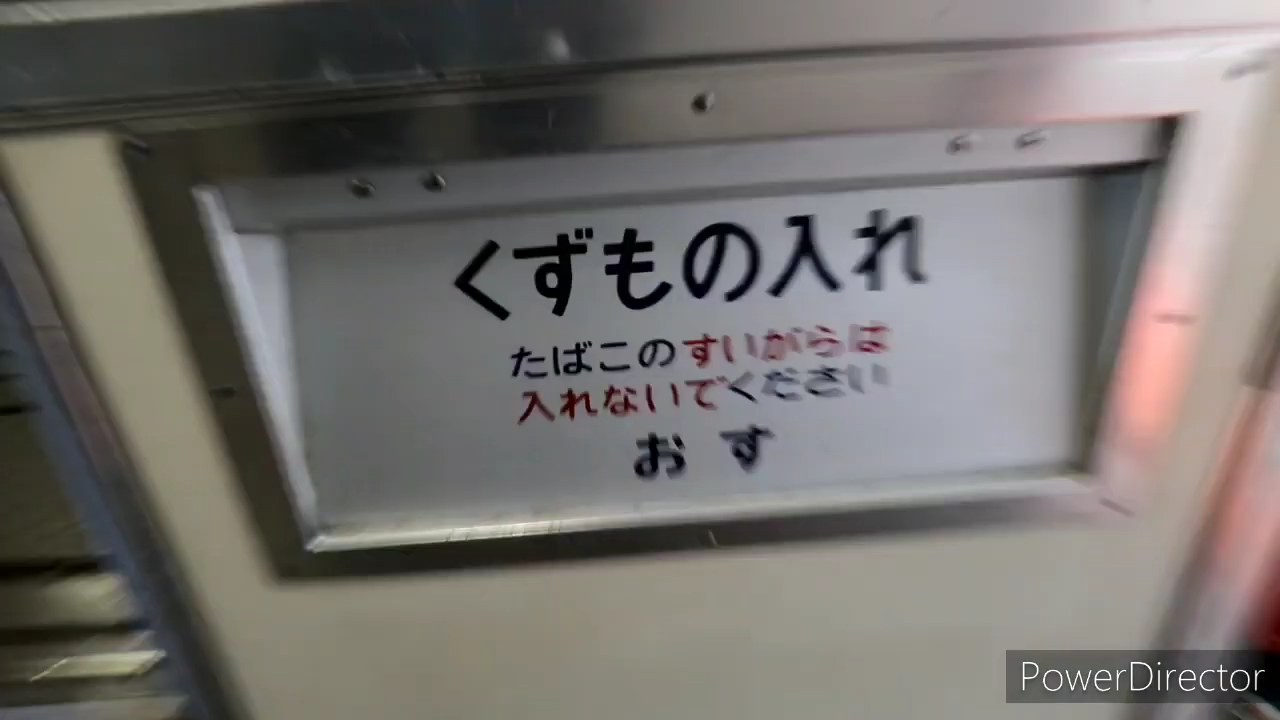 くずもの入れ
たばこのすいがらは
入れないでください
おす
PowerDirector